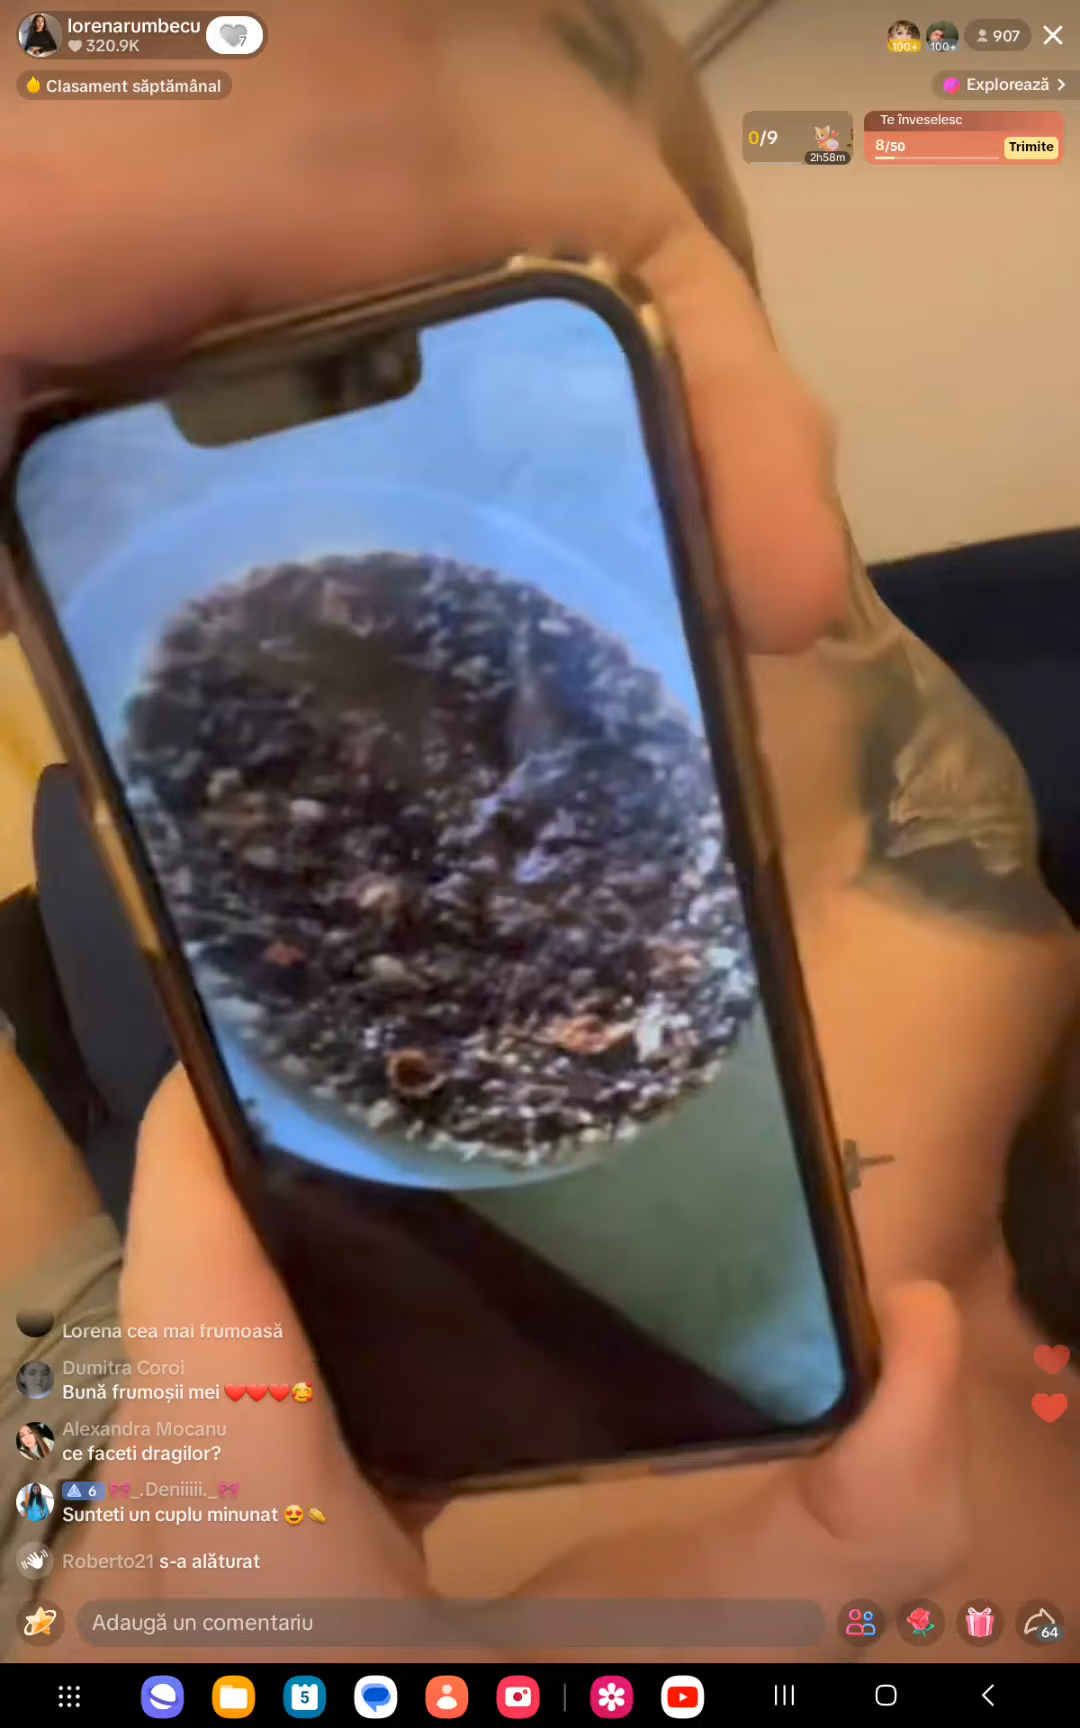 lorenarumbecu
320.9K
7
100+
100+
907
Clasament săptămânal
Explorează
0/9
2h58m
Te înveselesc
8/50
Trimite
Lorena cea mai frumoasă
Dumitra Coroi
Bună frumoșii mei ❤️❤️❤️🥰
Alexandra Mocanu
ce faceti dragilor?
6 🎀_.Deniiiii._🎀
Sunteti un cuplu minunat 😍👏
Roberto21 s-a alăturat
Adaugă un comentariu
64
5